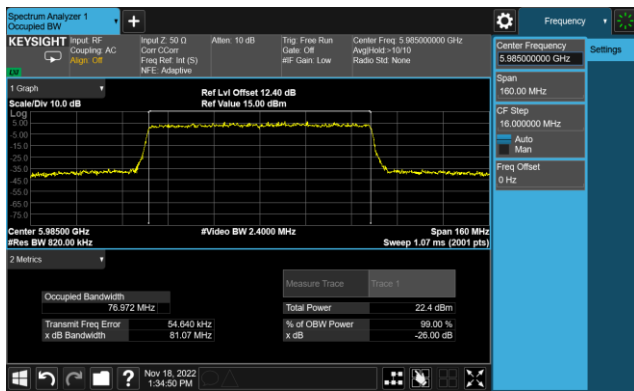 Spectrum Analyzer 1
Occupied BW
Frequency
KEYSIGHT
Input: RF
Coupling: AC
Align: Off
Input Z: 50 Ω
Corr CCorr
Freq Ref: Int (S)
NFE: Adaptive
Atten: 10 dB
Trig: Free Run
Gate: Off
#IF Gain: Low
Center Freq: 5.985000000 GHz
Avg|Hold:>10/10
Radio Std: None
Center Frequency
5.985000000 GHz
Settings
Span
160.00 MHz
CF Step
16.000000 MHz
Auto
Man
Freq Offset
0 Hz
1 Graph
Scale/Div 10.0 dB
Ref Lvl Offset 12.40 dB
Ref Value 15.00 dBm
Log
5.00
-5.00
-15.0
-25.0
-35.0
-45.0
-55.0
-65.0
-75.0
Center 5.98500 GHz
#Video BW 2.4000 MHz
Span 160 MHz
#Res BW 820.00 kHz
Sweep 1.07 ms (2001 pts)
2 Metrics
Measure Trace
Trace 1
Occupied Bandwidth
76.972 MHz
Total Power
22.4 dBm
Transmit Freq Error
54.640 kHz
% of OBW Power
99.00 %
x dB Bandwidth
81.07 MHz
x dB
-26.00 dB
?
Nov 18, 2022
1:34:50 PM